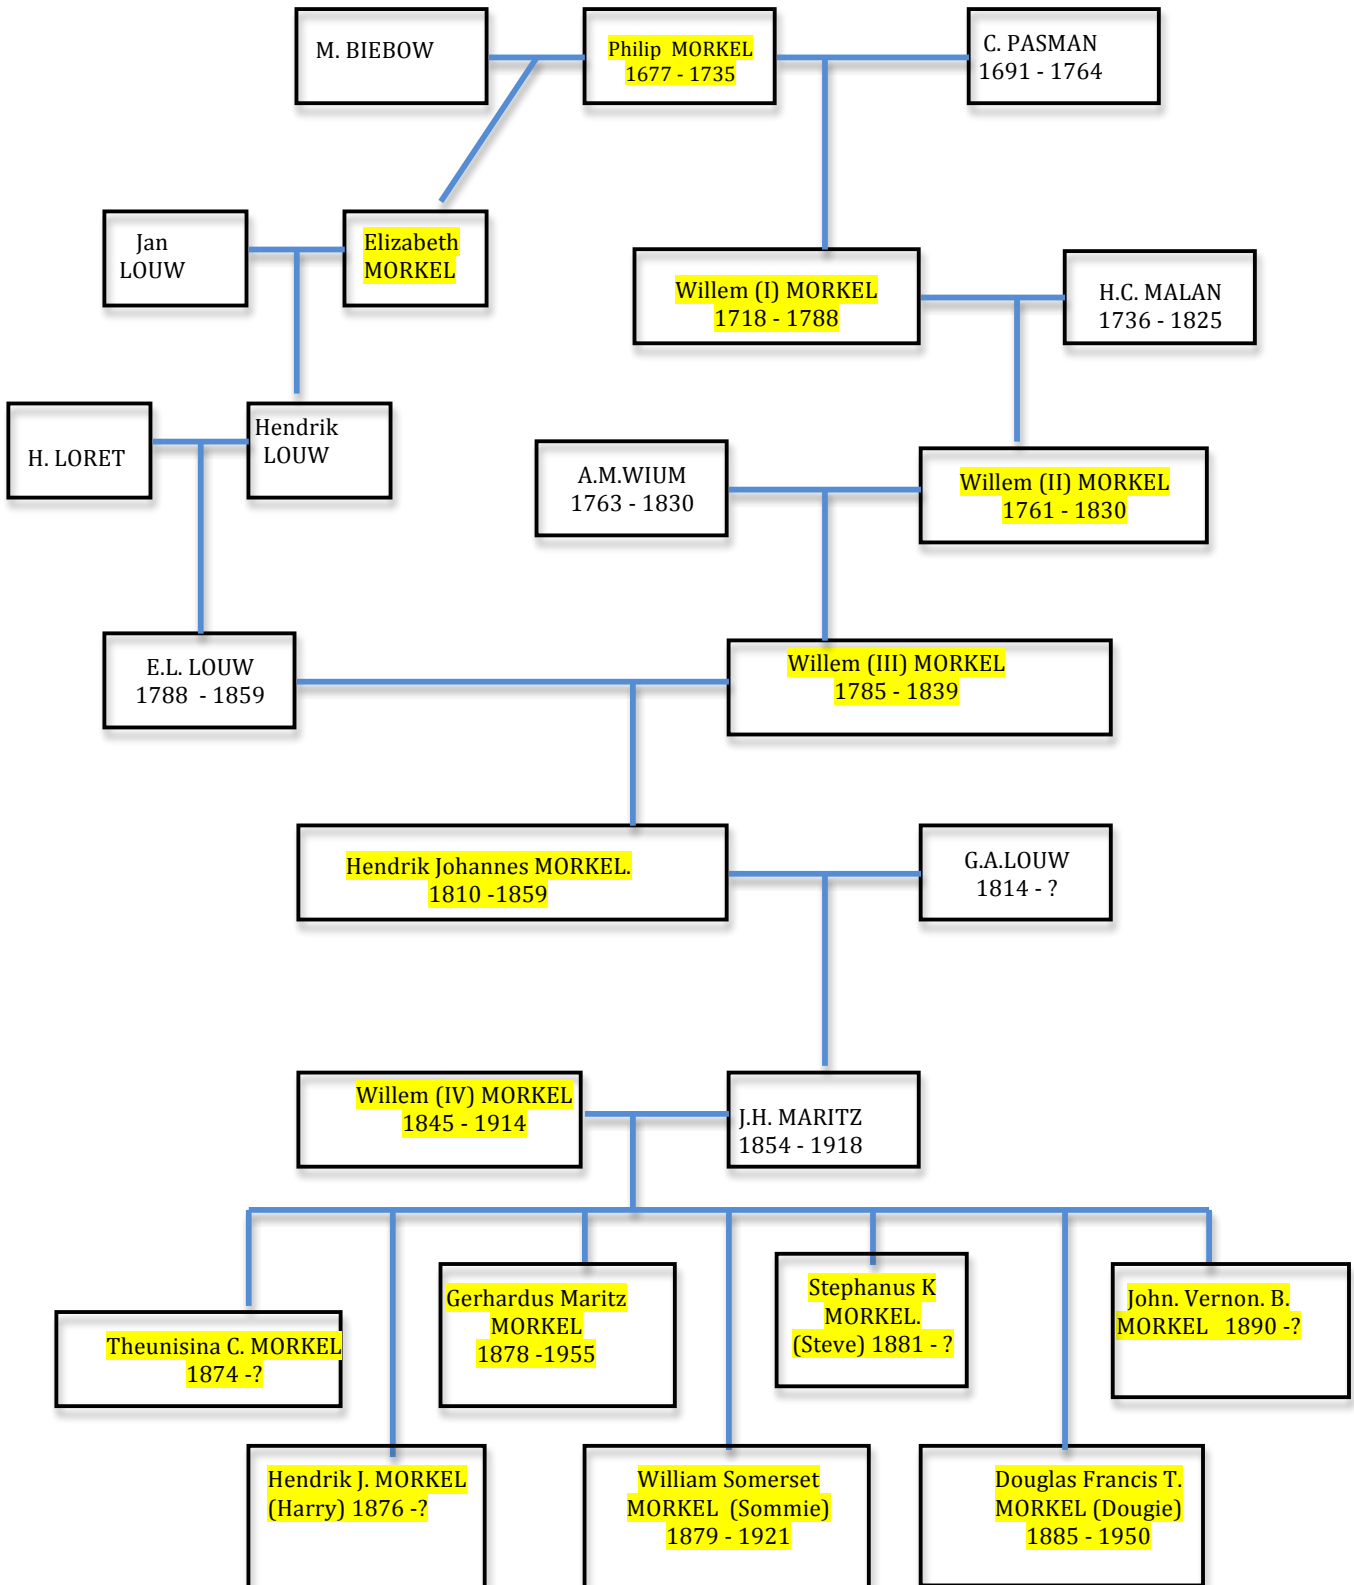 M. BIEBOW
Philip MORKEL
1677 - 1735
C. PASMAN
1691 - 1764
Jan
LOUW
Elizabeth
MORKEL
Willem (I) MORKEL
1718 - 1788
H.C. MALAN
1736 - 1825
H. LORET
Hendrik
LOUW
A.M.WIUM
1763 - 1830
Willem (II) MORKEL
1761 - 1830
E.L. LOUW
1788 - 1859
Willem (III) MORKEL
1785 - 1839
Hendrik Johannes MORKEL.
1810 -1859
G.A.LOUW
1814 - ?
Willem (IV) MORKEL
1845 - 1914
J.H. MARITZ
1854 - 1918
Theunisina C. MORKEL
1874 -?
Gerhardus Maritz
MORKEL
1878 -1955
Stephanus K
MORKEL.
(Steve) 1881 - ?
John. Vernon. B.
MORKEL 1890 -?
Hendrik J. MORKEL
(Harry) 1876 -?
William Somerset
MORKEL (Sommie)
1879 - 1921
Douglas Francis T.
MORKEL (Dougie)
1885 - 1950